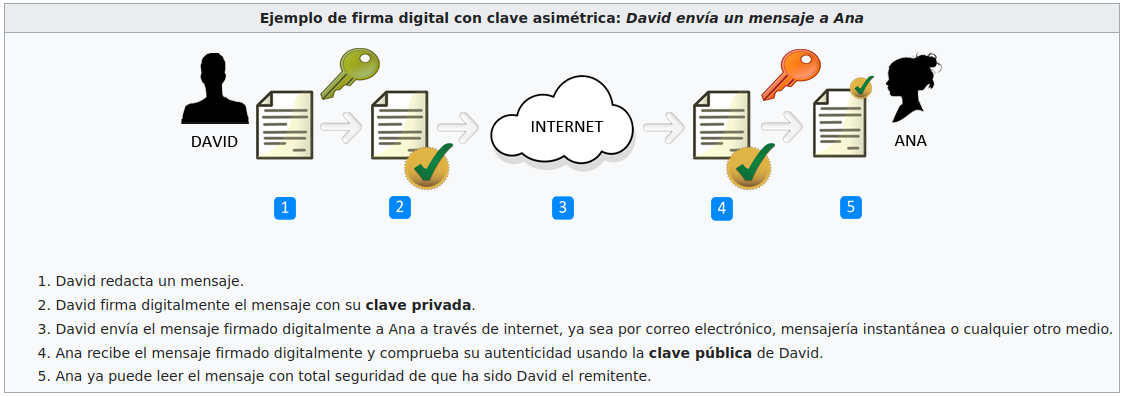 Ejemplo de firma digital con clave asimétrica: David envía un mensaje a Ana
DAVID
INTERNET
ANA
1
2
3
4
5
1. David redacta un mensaje.
2. David firma digitalmente el mensaje con su clave privada.
3. David envía el mensaje firmado digitalmente a Ana a través de internet, ya sea por correo electrónico, mensajería instantánea o cualquier otro medio.
4. Ana recibe el mensaje firmado digitalmente y comprueba su autenticidad usando la clave pública de David.
5. Ana ya puede leer el mensaje con total seguridad de que ha sido David el remitente.